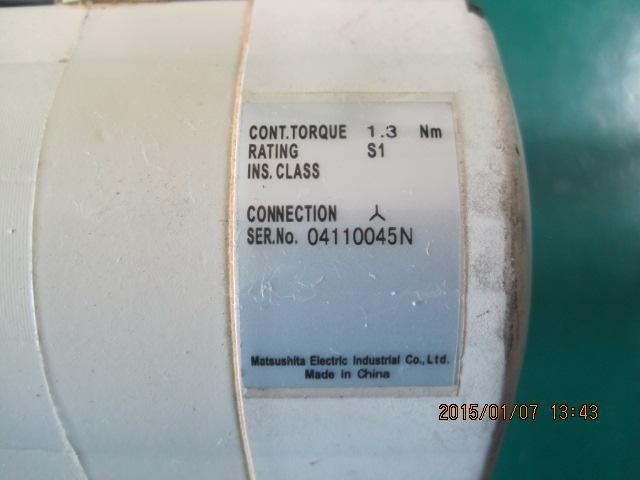 CONT.TORQUE 1.3 Nm
RATING S1
INS.CLASS
CONNECTION 人
SER.No. 04110045N
Matsushita Electric Industrial Co.,Ltd.
Made in China
2015/01/07 13:43